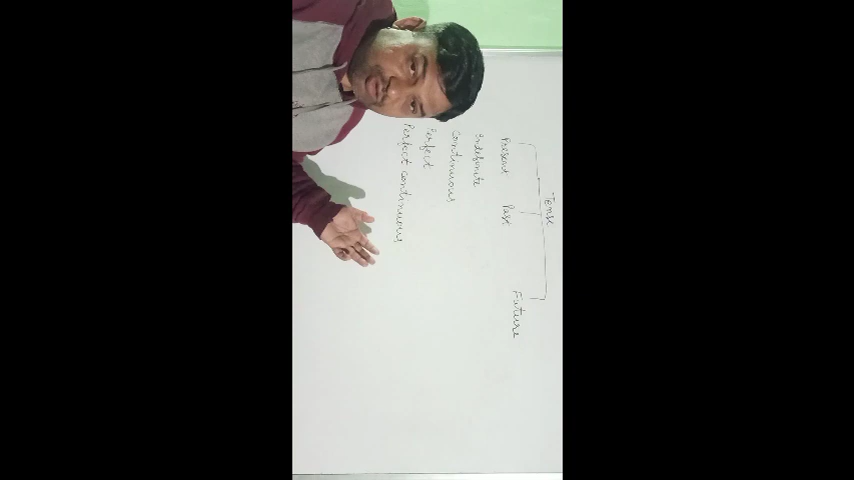 Tense
Present Past Future
Indefinite
Continuous
Perfect
Perfect continuous